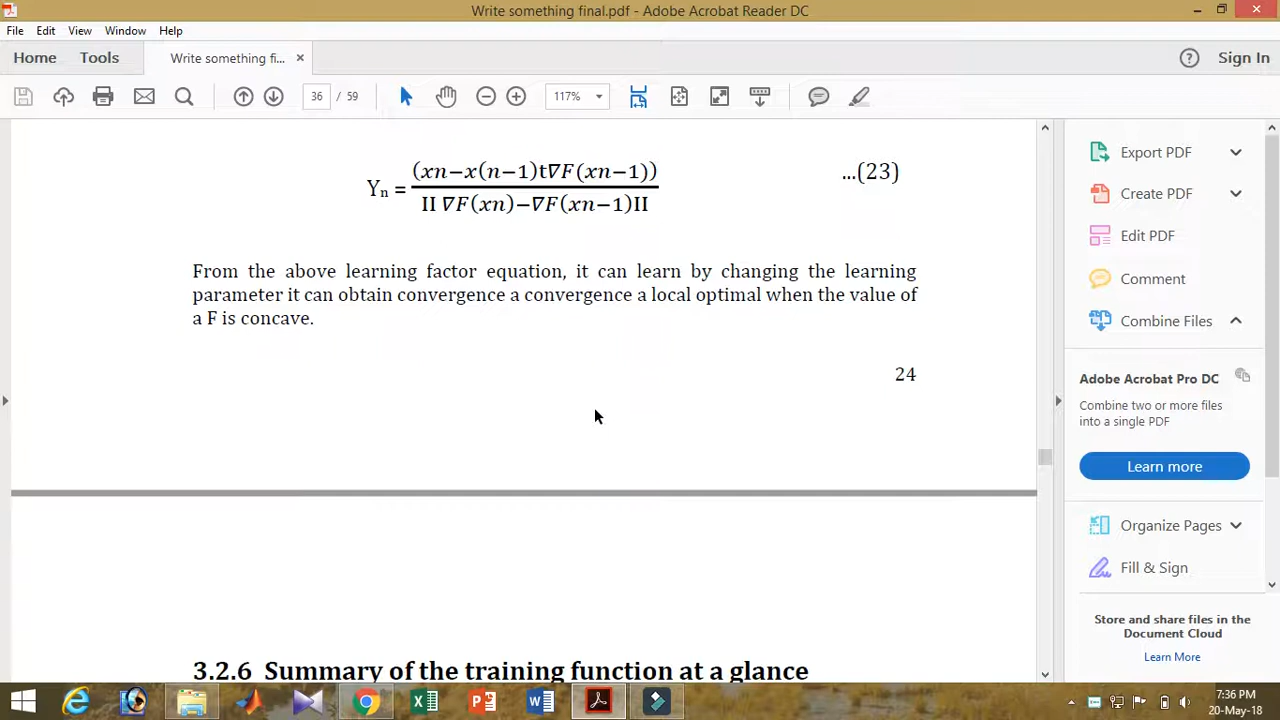 Write something final.pdf - Adobe Acrobat Reader DC
File Edit View Window Help
Home Tools Write something fi... × Sign In
36 / 59 117%
Yn = (xn−x(n−1)t∇F(xn−1)) ...(23)
II ∇F(xn)−∇F(xn−1)II
From the above learning factor equation, it can learn by changing the learning
parameter it can obtain convergence a convergence a local optimal when the value of
a F is concave.
24
3.2.6 Summary of the training function at a glance
Export PDF
Create PDF
Edit PDF
Comment
Combine Files
Adobe Acrobat Pro DC
Combine two or more files
into a single PDF
Learn more
Organize Pages
Fill & Sign
Store and share files in the
Document Cloud
Learn More
7:36 PM
20-May-18